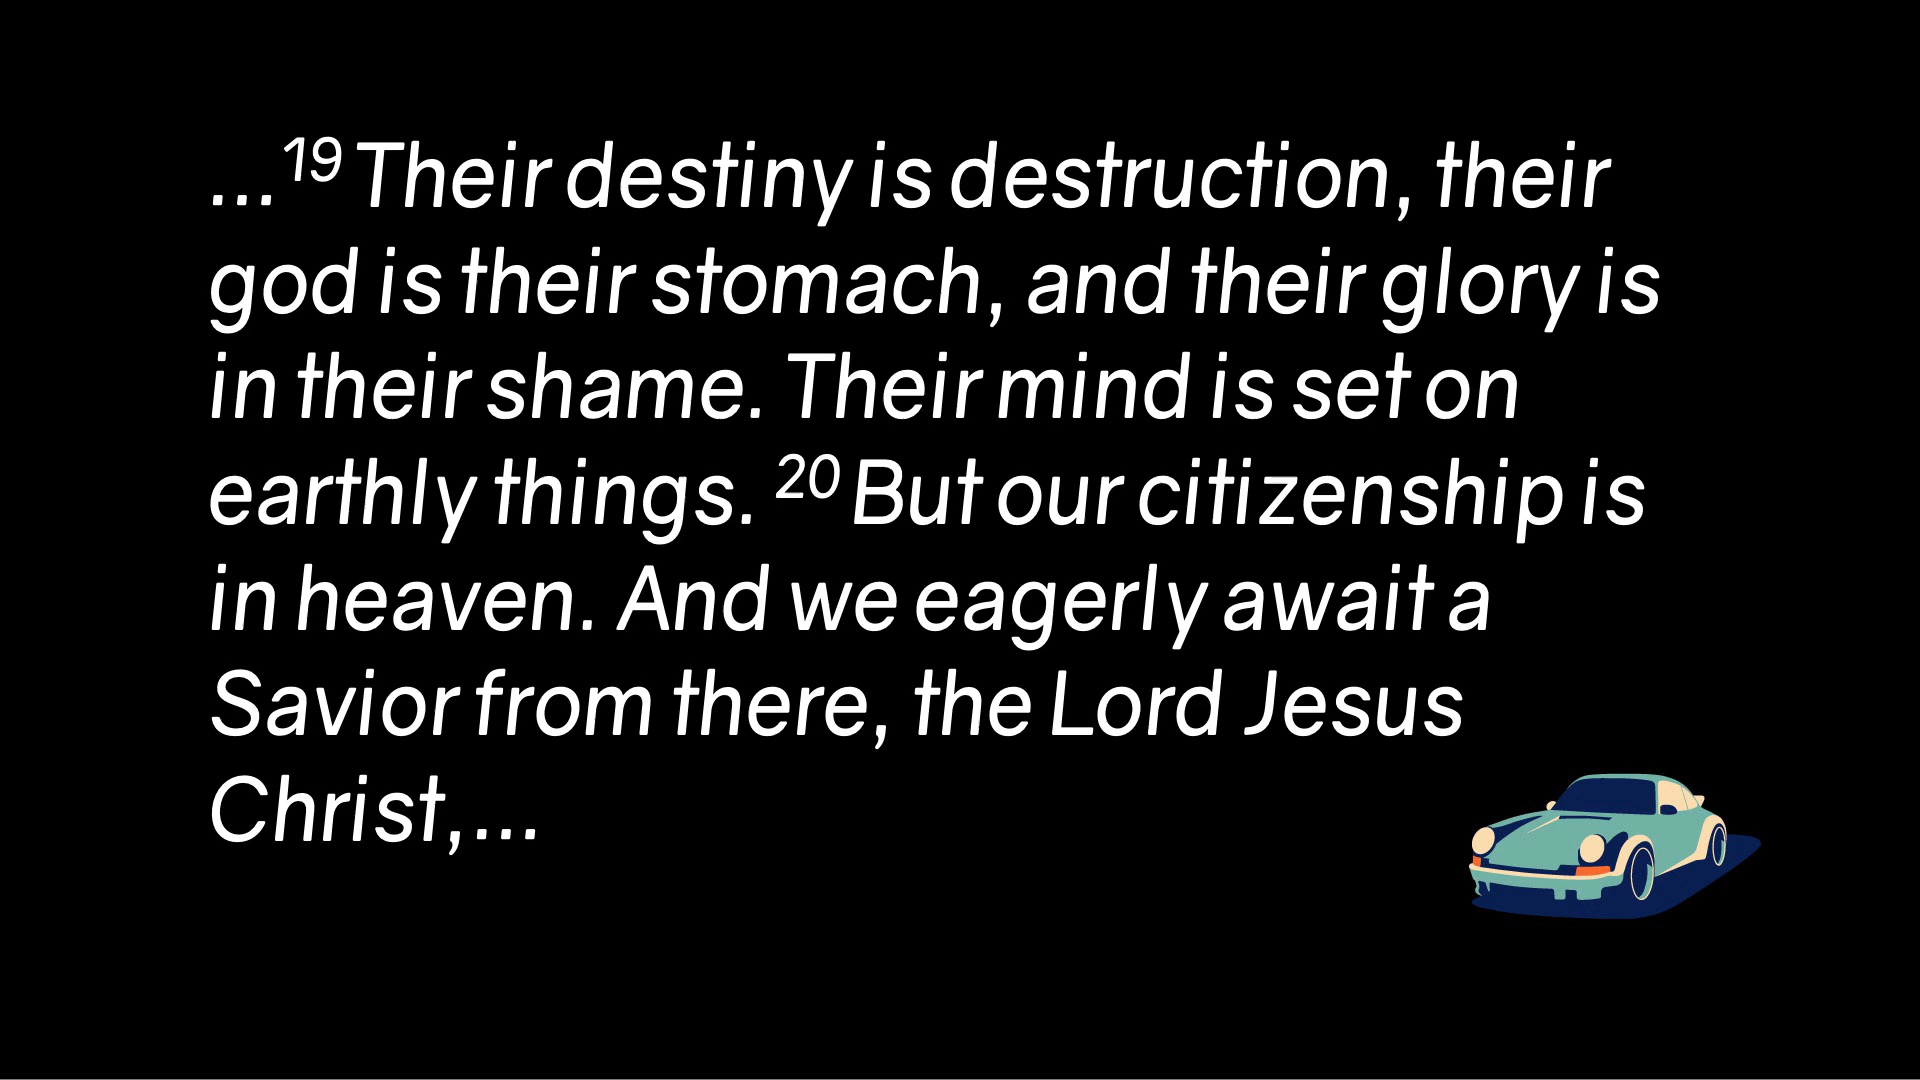 ...¹⁹ Their destiny is destruction, their
god is their stomach, and their glory is
in their shame. Their mind is set on
earthly things. ²⁰ But our citizenship is
in heaven. And we eagerly await a
Savior from there, the Lord Jesus
Christ,...